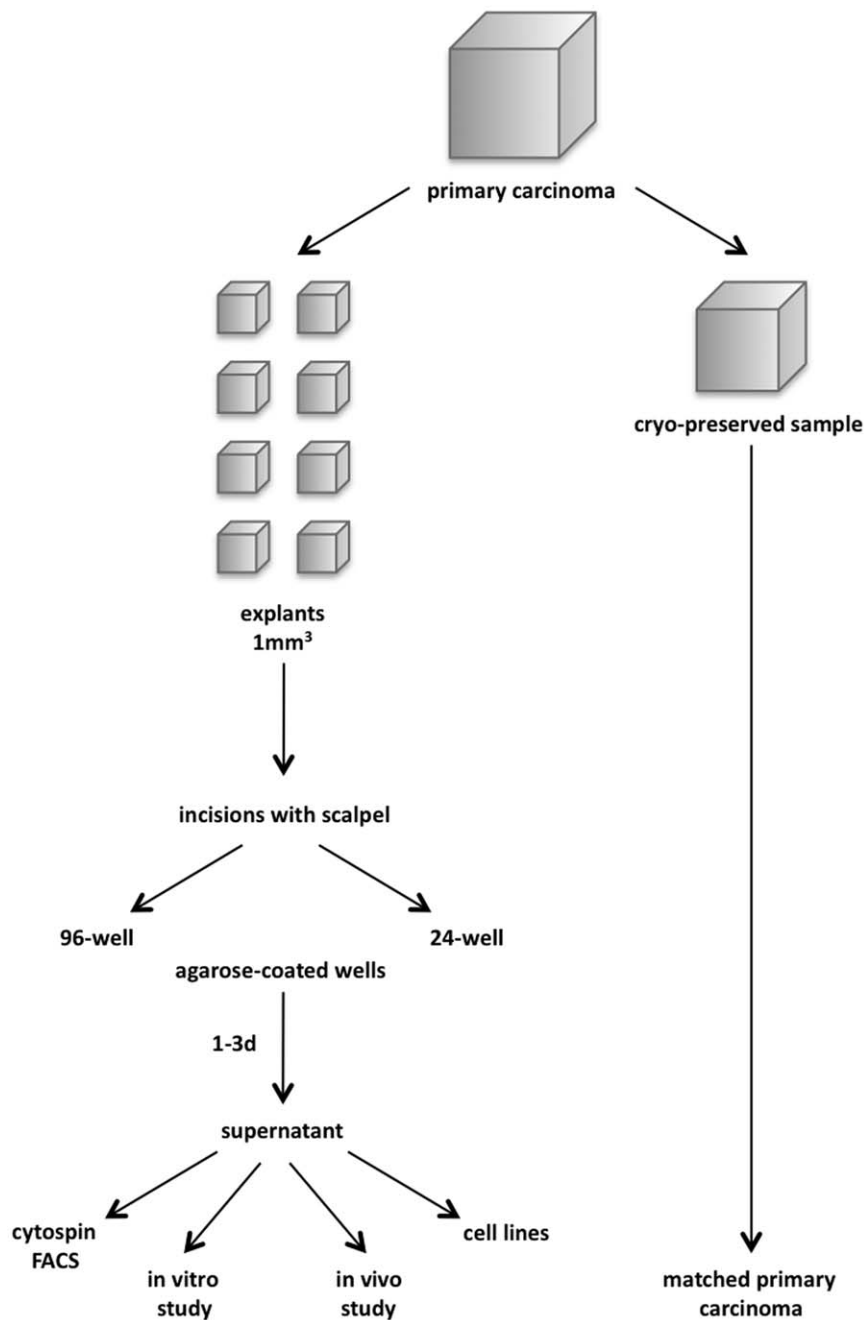 primary carcinoma
cryo-preserved sample
explants
1mm³
incisions with scalpel
96-well
24-well
agarose-coated wells
1-3d
supernatant
cytospin
FACS
in vitro
study
in vivo
study
cell lines
matched primary
carcinoma